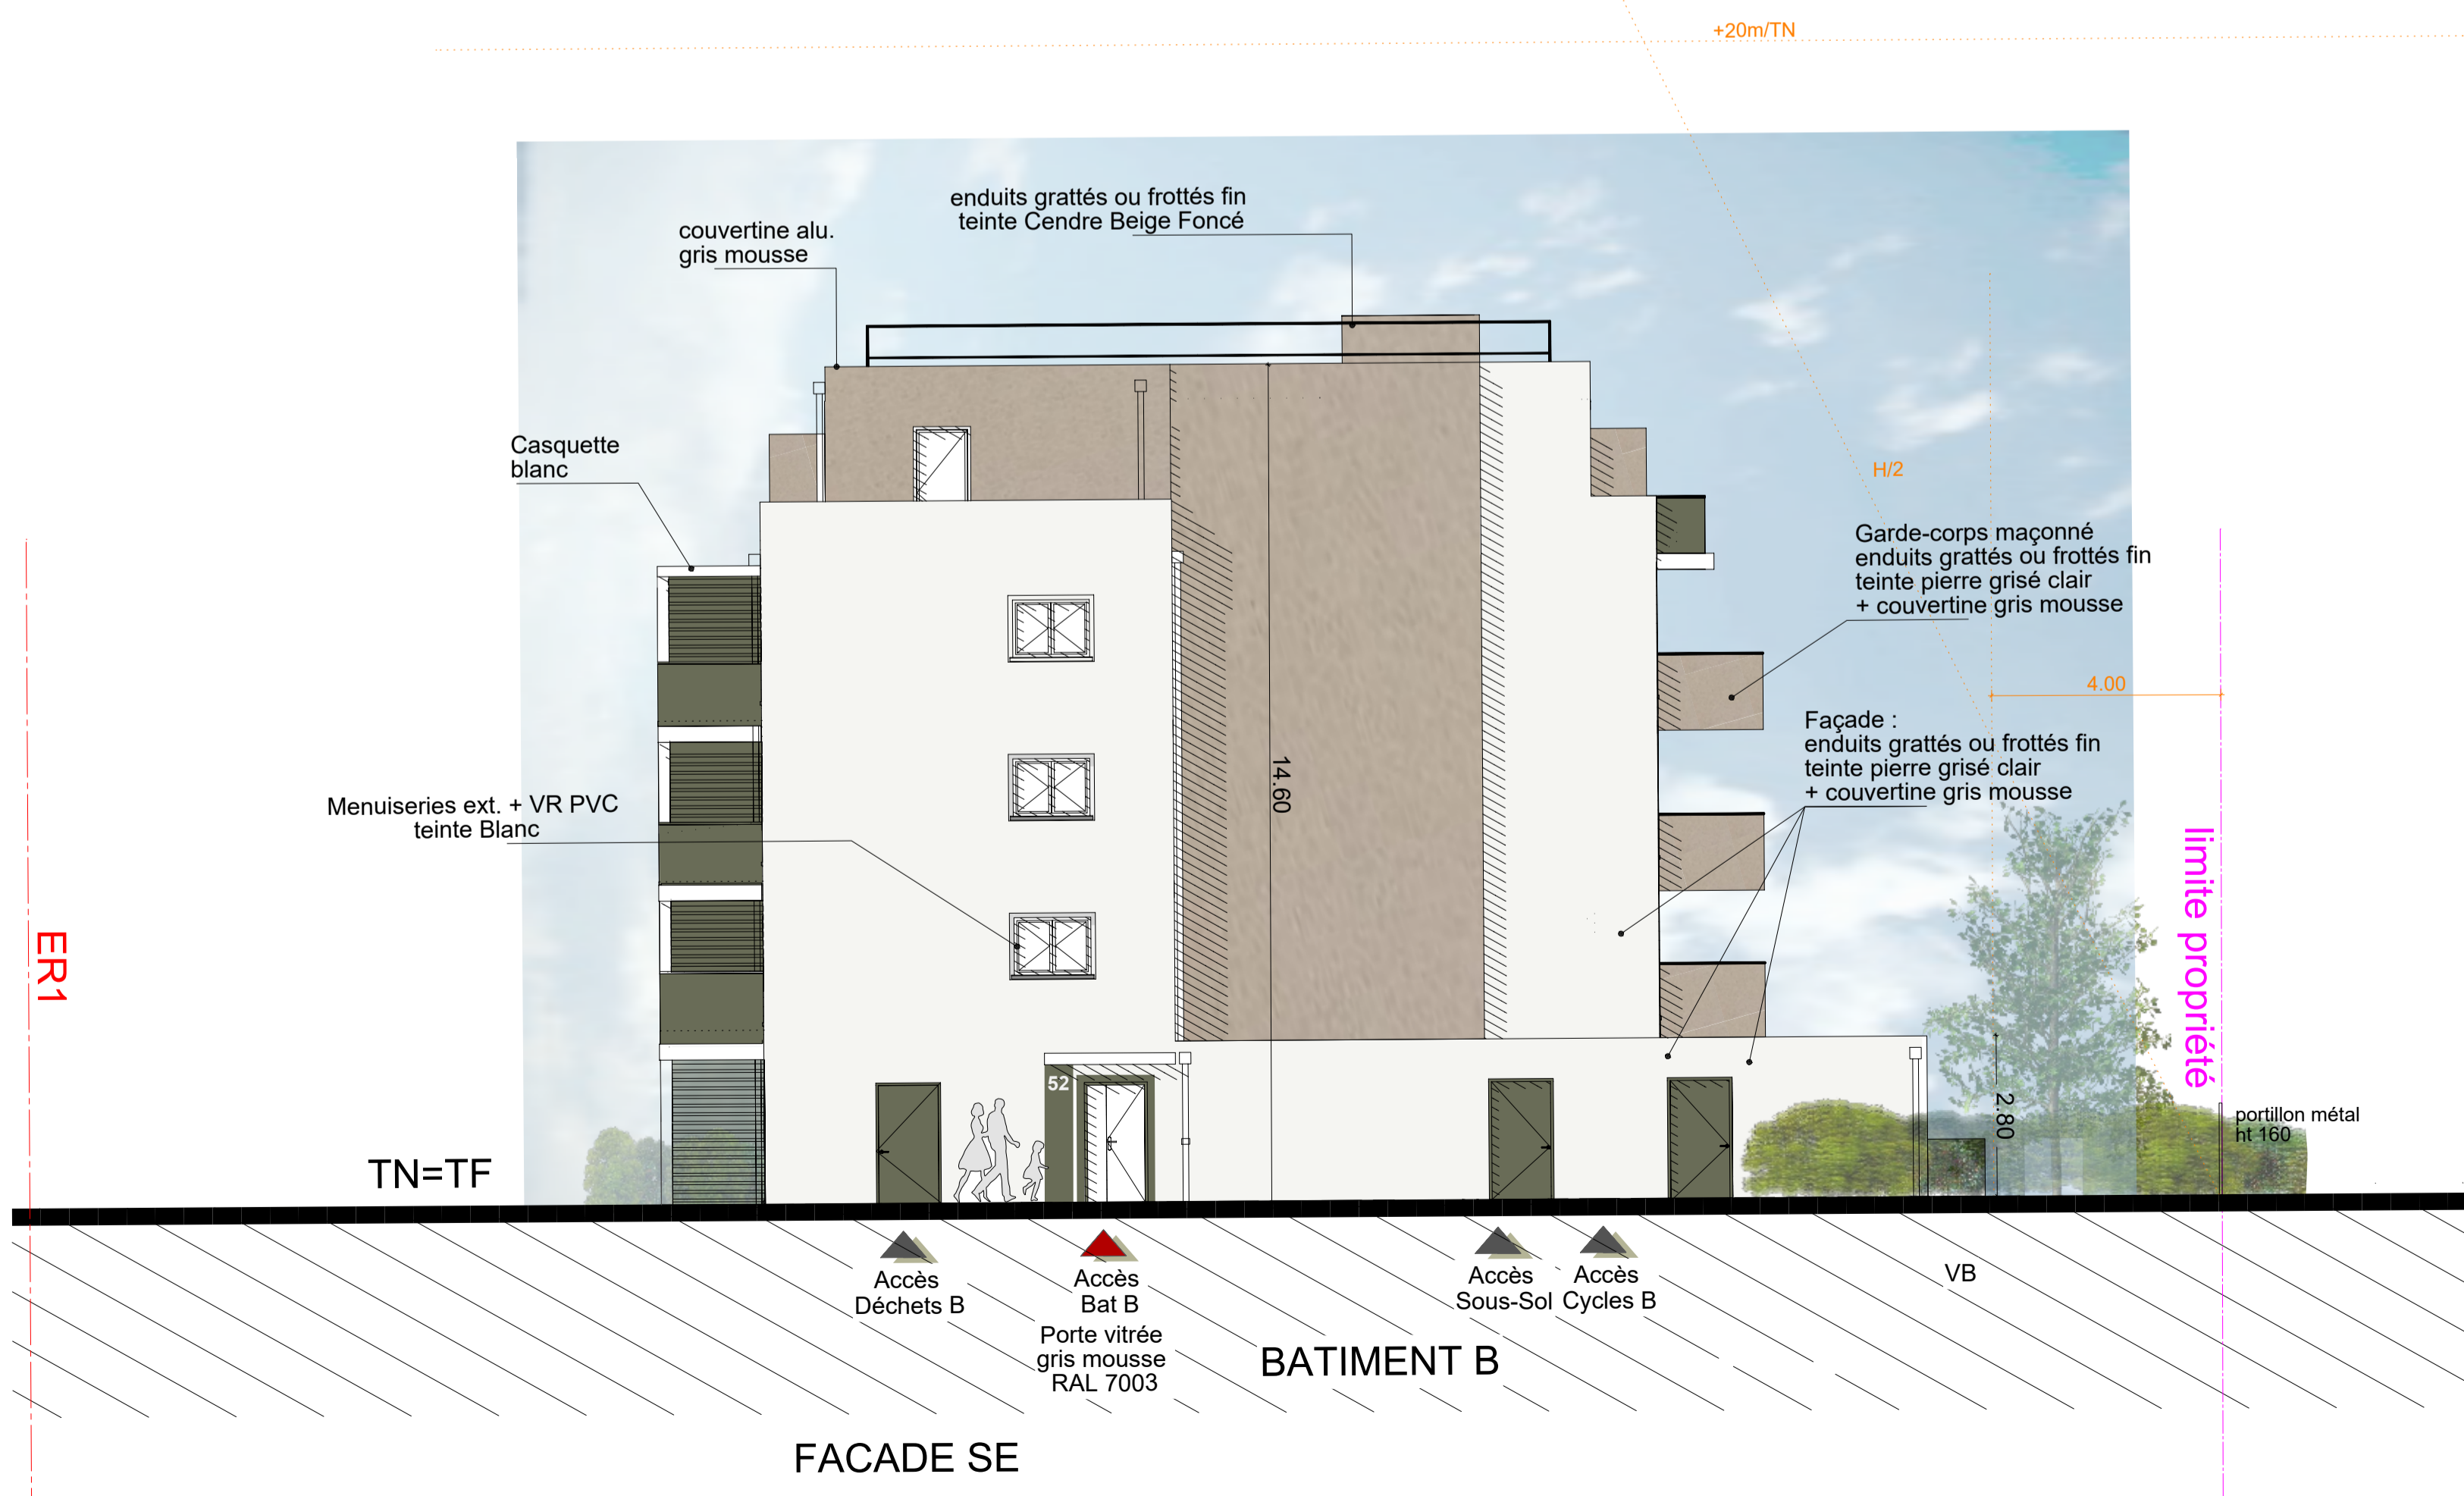 +20m/TN
enduits grattés ou frottés fin
teinte Cendre Beige Foncé
couvertine alu.
gris mousse
Casquette
blanc
H/2
Garde-corps maçonné
enduits grattés ou frottés fin
teinte pierre grisé clair
+ couvertine gris mousse
4.00
Façade :
enduits grattés ou frottés fin
teinte pierre grisé clair
+ couvertine gris mousse
14.60
Menuiseries ext. + VR PVC
teinte Blanc
limite propriété
ER1
52
2.80
portillon métal
ht 160
TN=TF
Accès
Déchets B
Accès
Bat B
Porte vitrée
gris mousse
RAL 7003
Accès
Sous-Sol
Accès
Cycles B
VB
BATIMENT B
FACADE SE